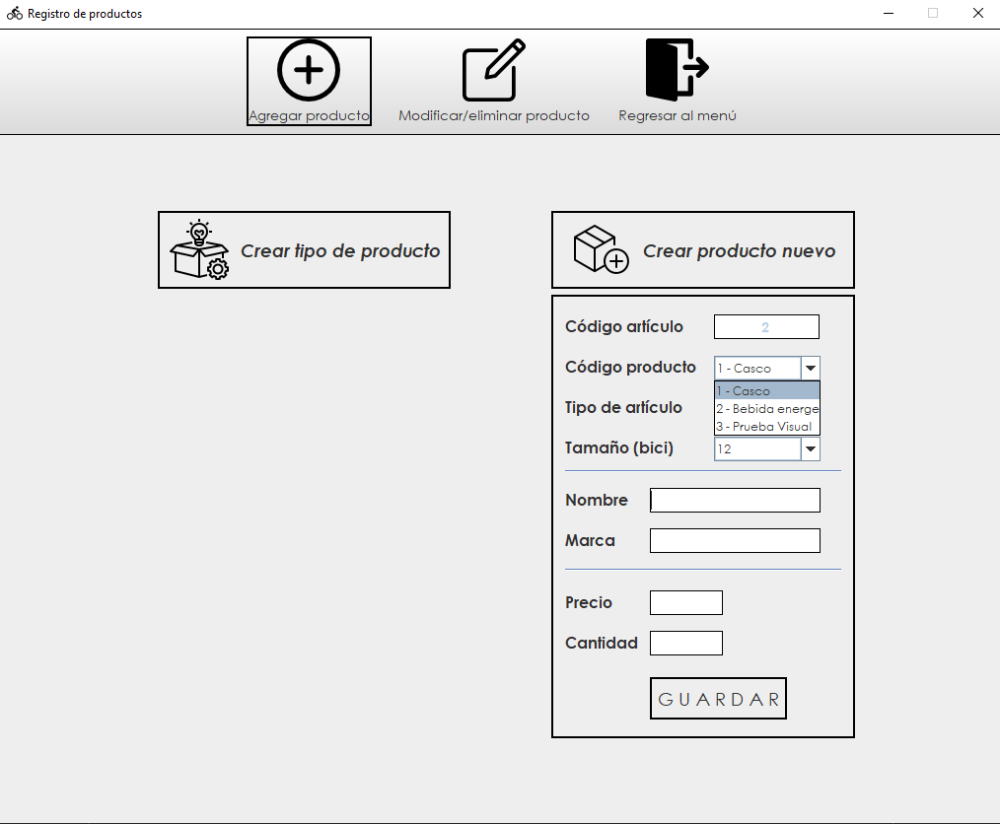 Registro de productos
Agregar producto
Modificar/eliminar producto
Regresar al menú
Crear tipo de producto
Crear producto nuevo
Código artículo 2
Código producto 1 - Casco
1 - Casco
Tipo de artículo 2 - Bebida energe
3 - Prueba Visual
Tamaño (bici) 12
Nombre
Marca
Precio
Cantidad
GUARDAR